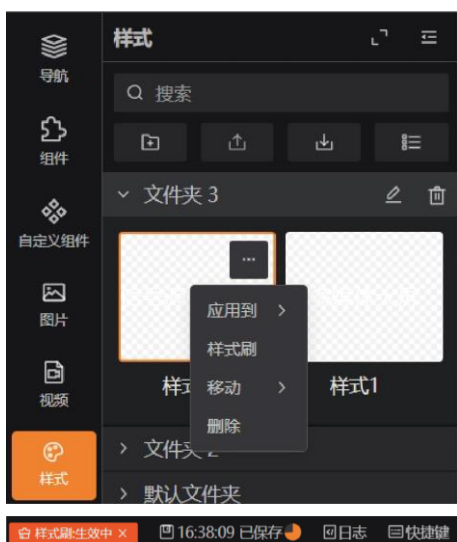 导航
组件
自定义组件
图片
视频
样式
样式
搜索
文件夹 3
...
应用到 >
样式刷
移动 >
删除
样式1
文件夹 2
默认文件夹
样式刷:生效中 ×
16:38:09 已保存
日志
快捷键